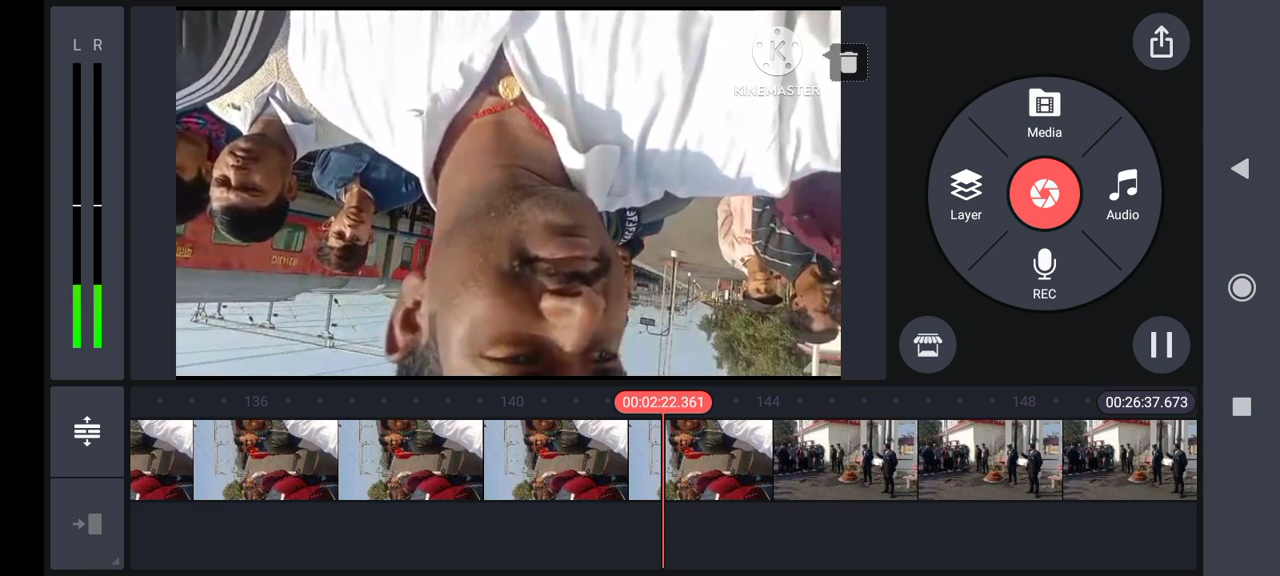 L R
KINEMASTER
Media
Layer
Audio
REC
136
140
00:02:22.361
144
148
00:26:37.673